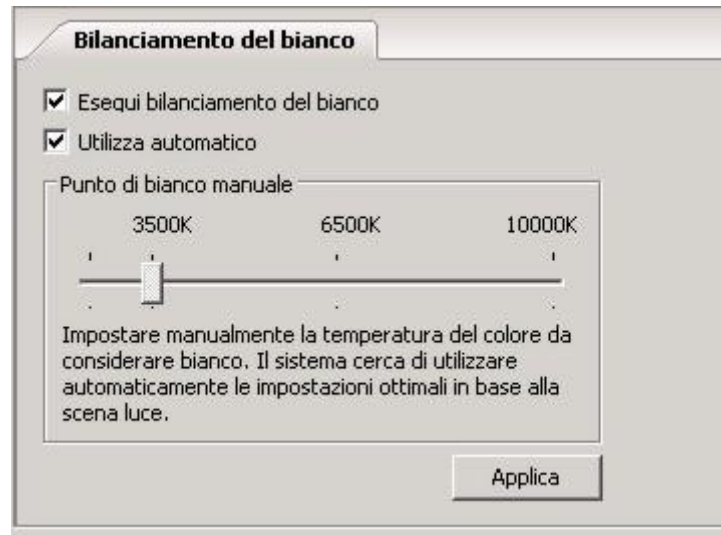 Bilanciamento del bianco
Esegui bilanciamento del bianco
Utilizza automatico
Punto di bianco manuale
3500K 6500K 10000K
Impostare manualmente la temperatura del colore da
considerare bianco. Il sistema cerca di utilizzare
automaticamente le impostazioni ottimali in base alla
scena luce.
Applica